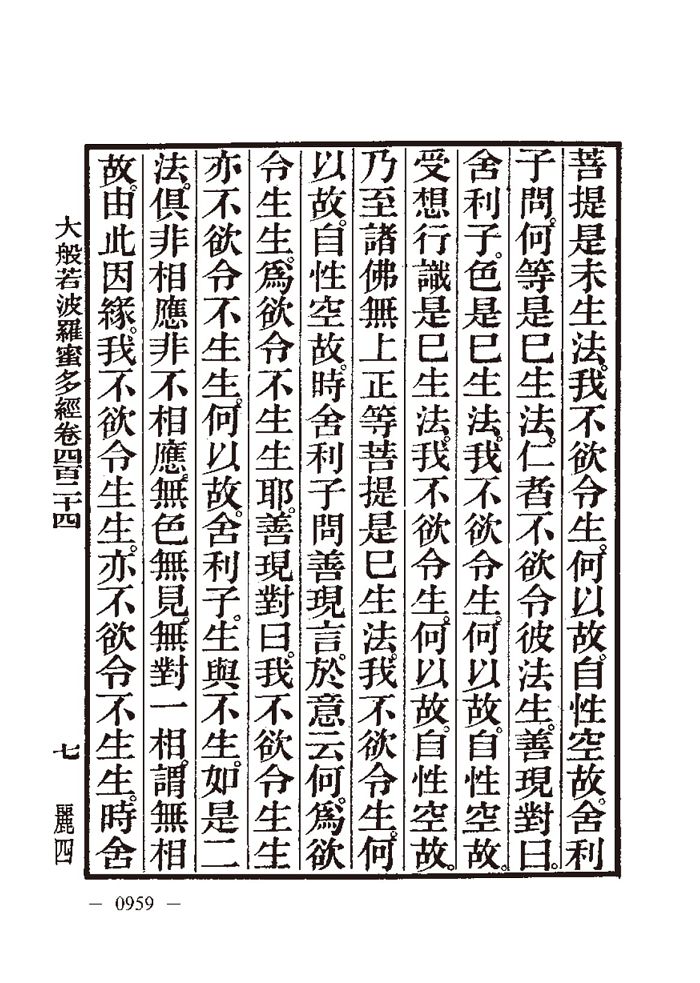 菩提是未生法。我不欲令生。何以故。自性空故。舍利
子問。何等是巳生法。仁者不欲令彼法生。善現對曰。
舍利子。色是巳生法。我不欲令生。何以故。自性空故。
受想行識是巳生法。我不欲令生。何以故。自性空故。
乃至諸佛無上正等菩提是巳生法。我不欲令生。何
以故。自性空故。時舍利子問善現言。於意云何。爲欲
令生生。爲欲令不生生耶。善現對曰。我不欲令生生
亦不欲令不生生。何以故。舍利子。生與不生。如是二
法。俱非相應非不相應。無色無見。無對一相。謂無相
故。由此因緣。我不欲令生生。亦不欲令不生生。時舍
大般若波羅蜜多經卷四百二十四 七 麗四
— 0959 —